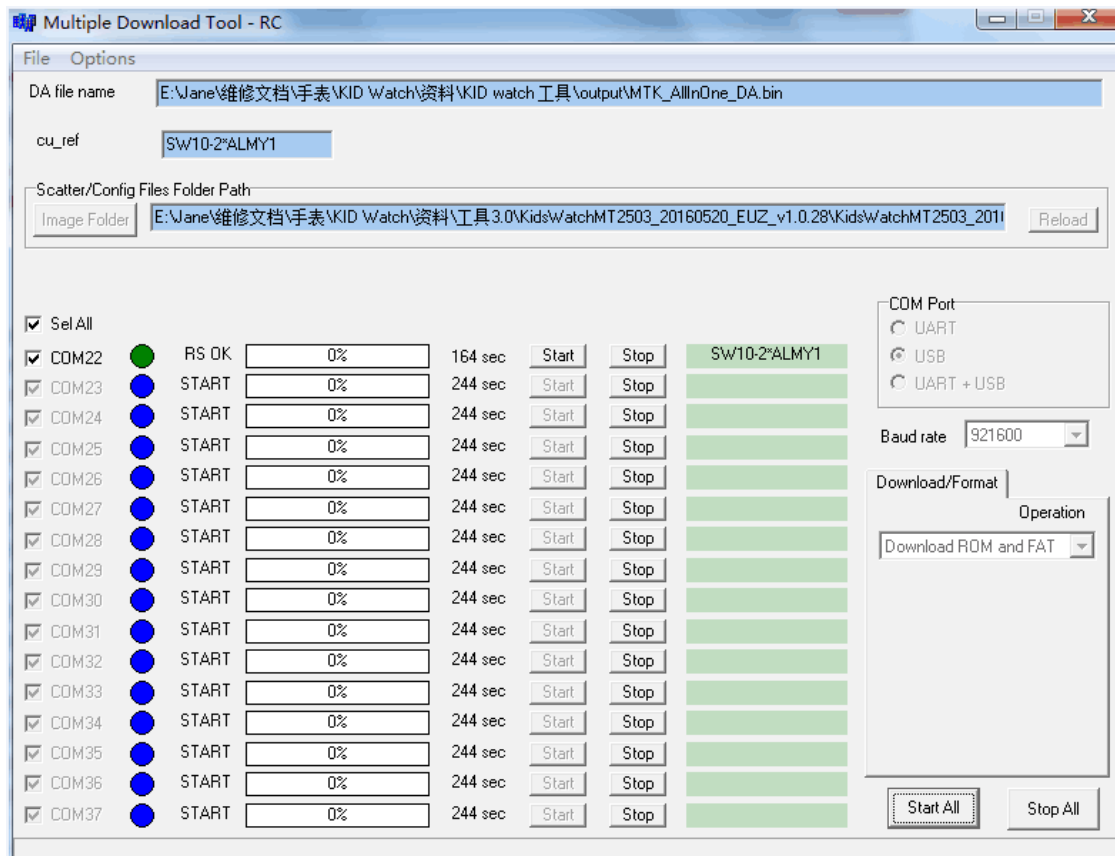 Multiple Download Tool - RC
File Options
DA file name E:\Jane\维修文档\手表\KID Watch\资料\KID watch 工具\output\MTK_AllInOne_DA.bin
cu_ref SW10-2*ALMY1
Scatter/Config Files Folder Path
Image Folder E:\Jane\维修文档\手表\KID Watch\资料\工具3.0\KidsWatchMT2503_20160520_EUZ_v1.0.28\KidsWatchMT2503_201 Reload
Sel All
COM22 RS OK 0% 164 sec Start Stop SW10-2*ALMY1
COM23 START 0% 244 sec Start Stop
COM24 START 0% 244 sec Start Stop
COM25 START 0% 244 sec Start Stop
COM26 START 0% 244 sec Start Stop
COM27 START 0% 244 sec Start Stop
COM28 START 0% 244 sec Start Stop
COM29 START 0% 244 sec Start Stop
COM30 START 0% 244 sec Start Stop
COM31 START 0% 244 sec Start Stop
COM32 START 0% 244 sec Start Stop
COM33 START 0% 244 sec Start Stop
COM34 START 0% 244 sec Start Stop
COM35 START 0% 244 sec Start Stop
COM36 START 0% 244 sec Start Stop
COM37 START 0% 244 sec Start Stop
COM Port
UART
USB
UART + USB
Baud rate 921600
Download/Format
Operation
Download ROM and FAT
Start All Stop All